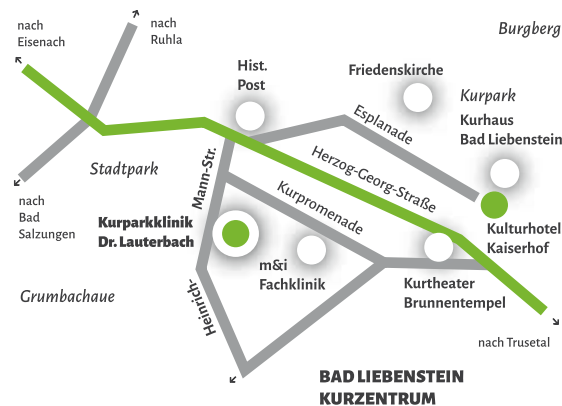 nach
Eisenach
nach
Ruhla
Burgberg
Hist.
Post
Friedenskirche
Kurpark
Kurhaus
Bad Liebenstein
Esplanade
Herzog-Georg-Straße
Stadtpark
Mann-Str.
Kurpromenade
nach
Bad
Salzungen
Kurparkklinik
Dr. Lauterbach
Kulturhotel
Kaiserhof
m&i
Fachklinik
Kurtheater
Brunnentempel
Grumbachaue
Heinrich-
nach Trusetal
BAD LIEBENSTEIN
KURZENTRUM